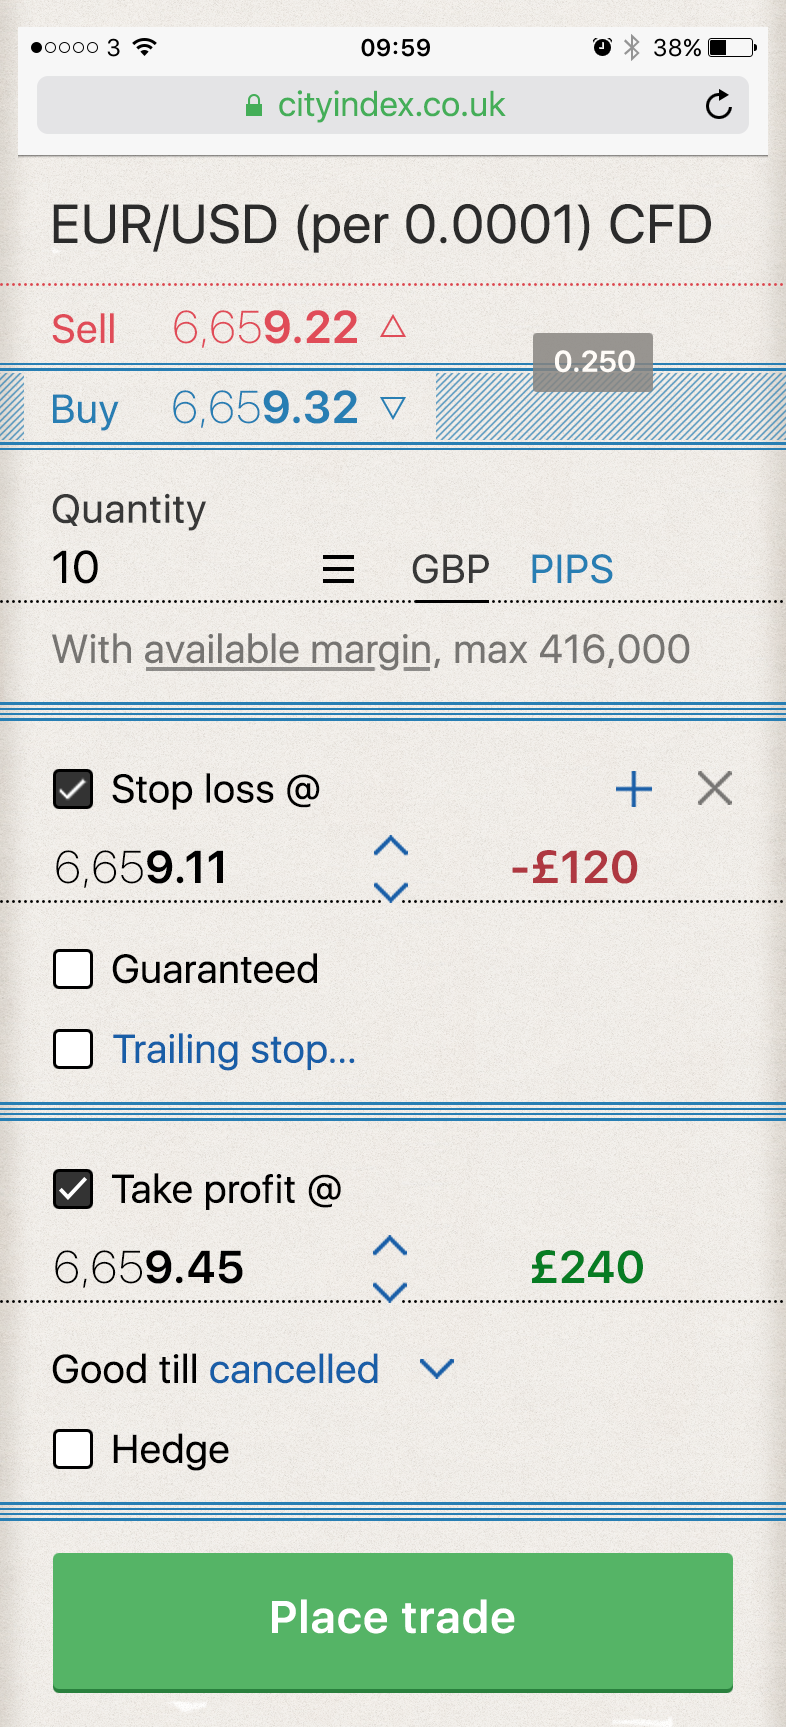 3 09:59 38%
cityindex.co.uk
EUR/USD (per 0.0001) CFD
Sell 6,659.22
0.250
Buy 6,659.32
Quantity
10 GBP PIPS
With available margin, max 416,000
Stop loss @
6,659.11 -£120
Guaranteed
Trailing stop...
Take profit @
6,659.45 £240
Good till cancelled
Hedge
Place trade